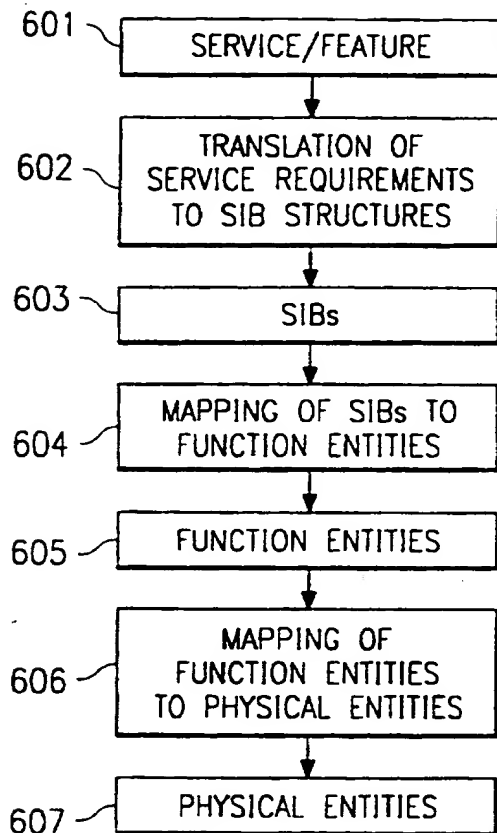 601
SERVICE/FEATURE
602
TRANSLATION OF
SERVICE REQUIREMENTS
TO SIB STRUCTURES
603
SIBs
604
MAPPING OF SIBs TO
FUNCTION ENTITIES
605
FUNCTION ENTITIES
606
MAPPING OF
FUNCTION ENTITIES
TO PHYSICAL ENTITIES
607
PHYSICAL ENTITIES